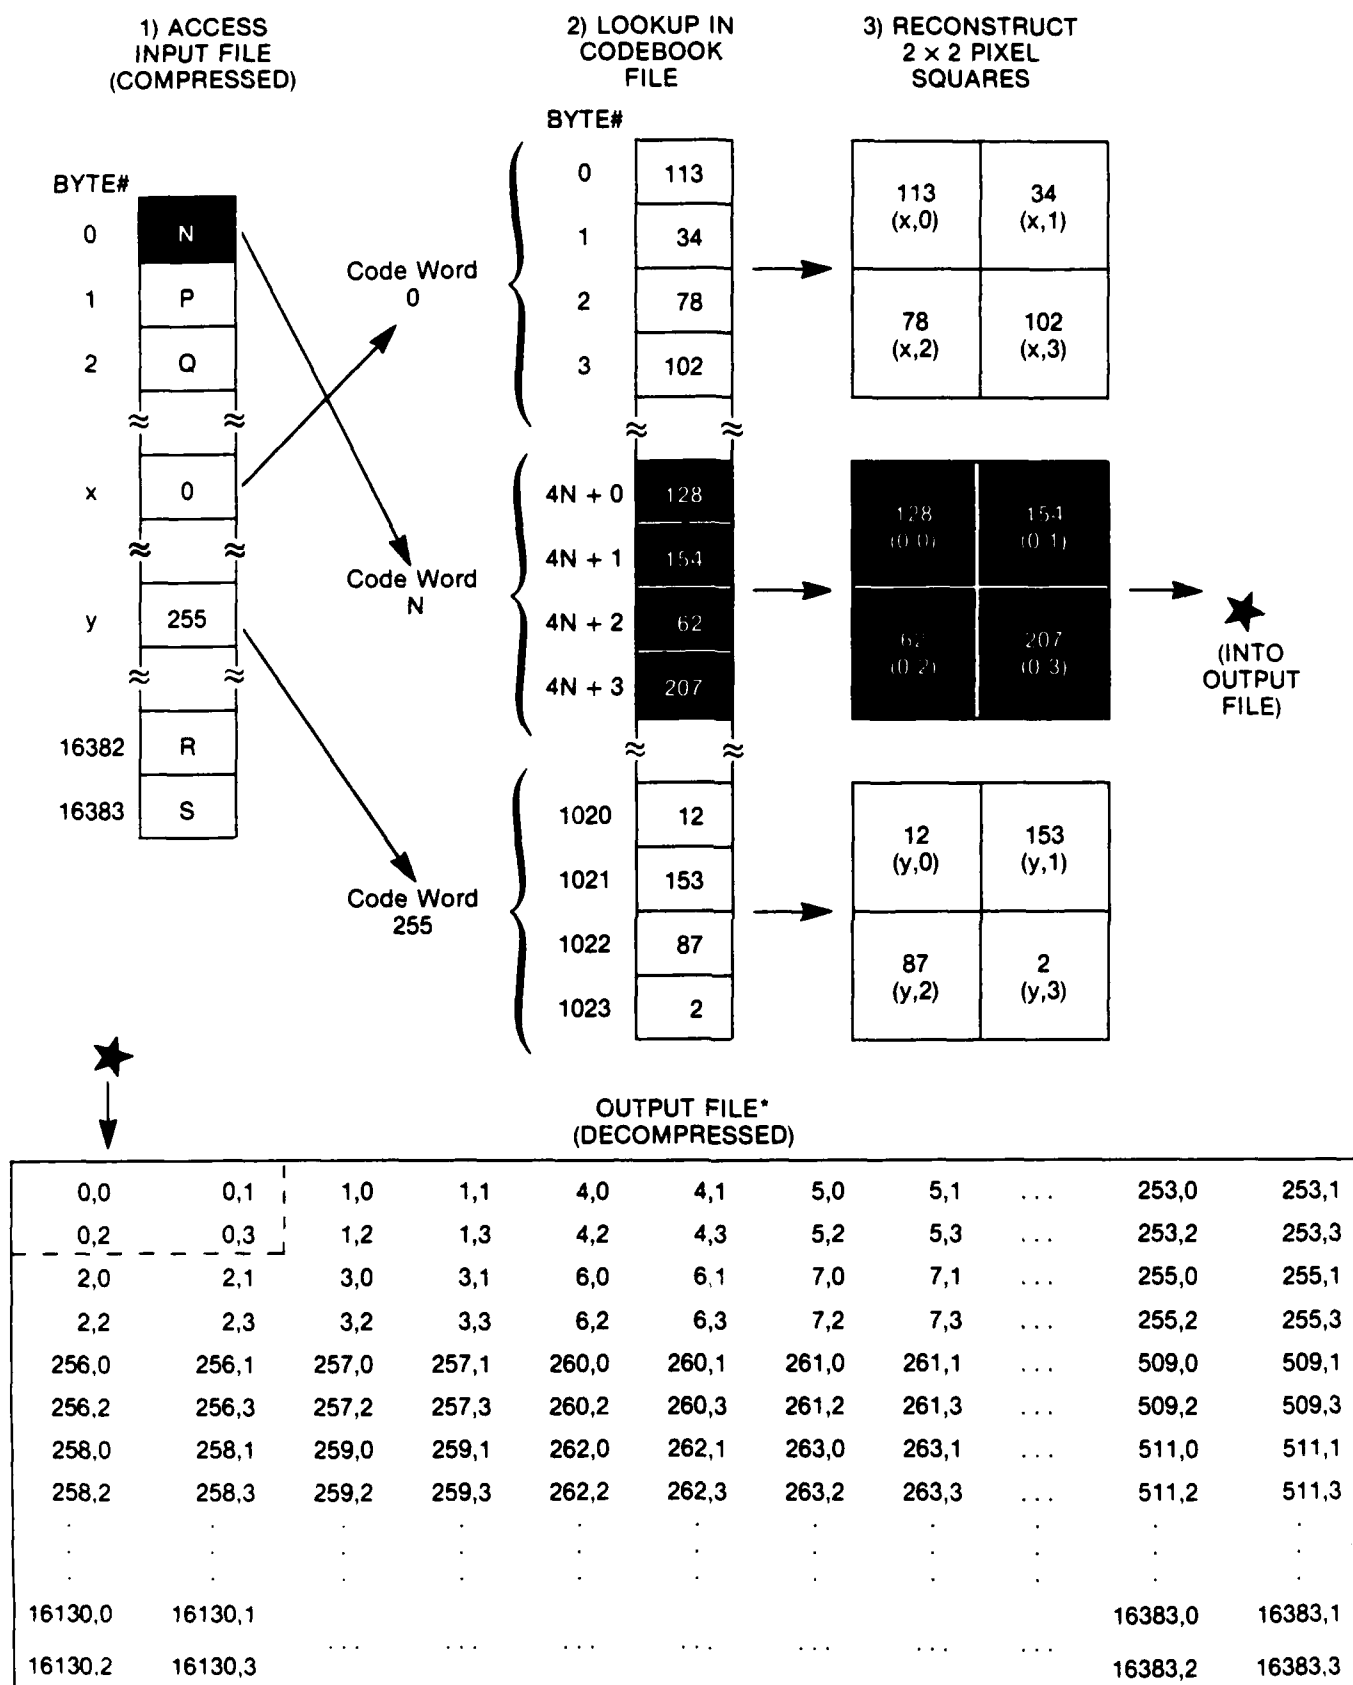 1) ACCESS
INPUT FILE
(COMPRESSED)
2) LOOKUP IN
CODEBOOK
FILE
3) RECONSTRUCT
2 × 2 PIXEL
SQUARES
BYTE#
0 N
1 P
2 Q
x 0
y 255
16382 R
16383 S
Code Word
0
Code Word
N
Code Word
255
BYTE#
0 113
1 34
2 78
3 102
4N + 0 128
4N + 1 154
4N + 2 62
4N + 3 207
1020 12
1021 153
1022 87
1023 2
113 34
(x,0) (x,1)
78 102
(x,2) (x,3)
128 154
(0 0) (0 1)
62 207
(0 2) (0 3)
12 153
(y,0) (y,1)
87 2
(y,2) (y,3)
(INTO
OUTPUT
FILE)
OUTPUT FILE*
(DECOMPRESSED)
0,0 0,1 1,0 1,1 4,0 4,1 5,0 5,1 ... 253,0 253,1
0,2 0,3 1,2 1,3 4,2 4,3 5,2 5,3 ... 253,2 253,3
2,0 2,1 3,0 3,1 6,0 6,1 7,0 7,1 ... 255,0 255,1
2,2 2,3 3,2 3,3 6,2 6,3 7,2 7,3 ... 255,2 255,3
256,0 256,1 257,0 257,1 260,0 260,1 261,0 261,1 ... 509,0 509,1
256,2 256,3 257,2 257,3 260,2 260,3 261,2 261,3 ... 509,2 509,3
258,0 258,1 259,0 259,1 262,0 262,1 263,0 263,1 ... 511,0 511,1
258,2 258,3 259,2 259,3 262,2 262,3 263,2 263,3 ... 511,2 511,3
. . . . . . . . . . .
. . . . . . . . . . .
. . . . . . . . . . .
16130,0 16130,1 16383,0 16383,1
... ... ... ... ... ...
16130,2 16130,3 16383,2 16383,3